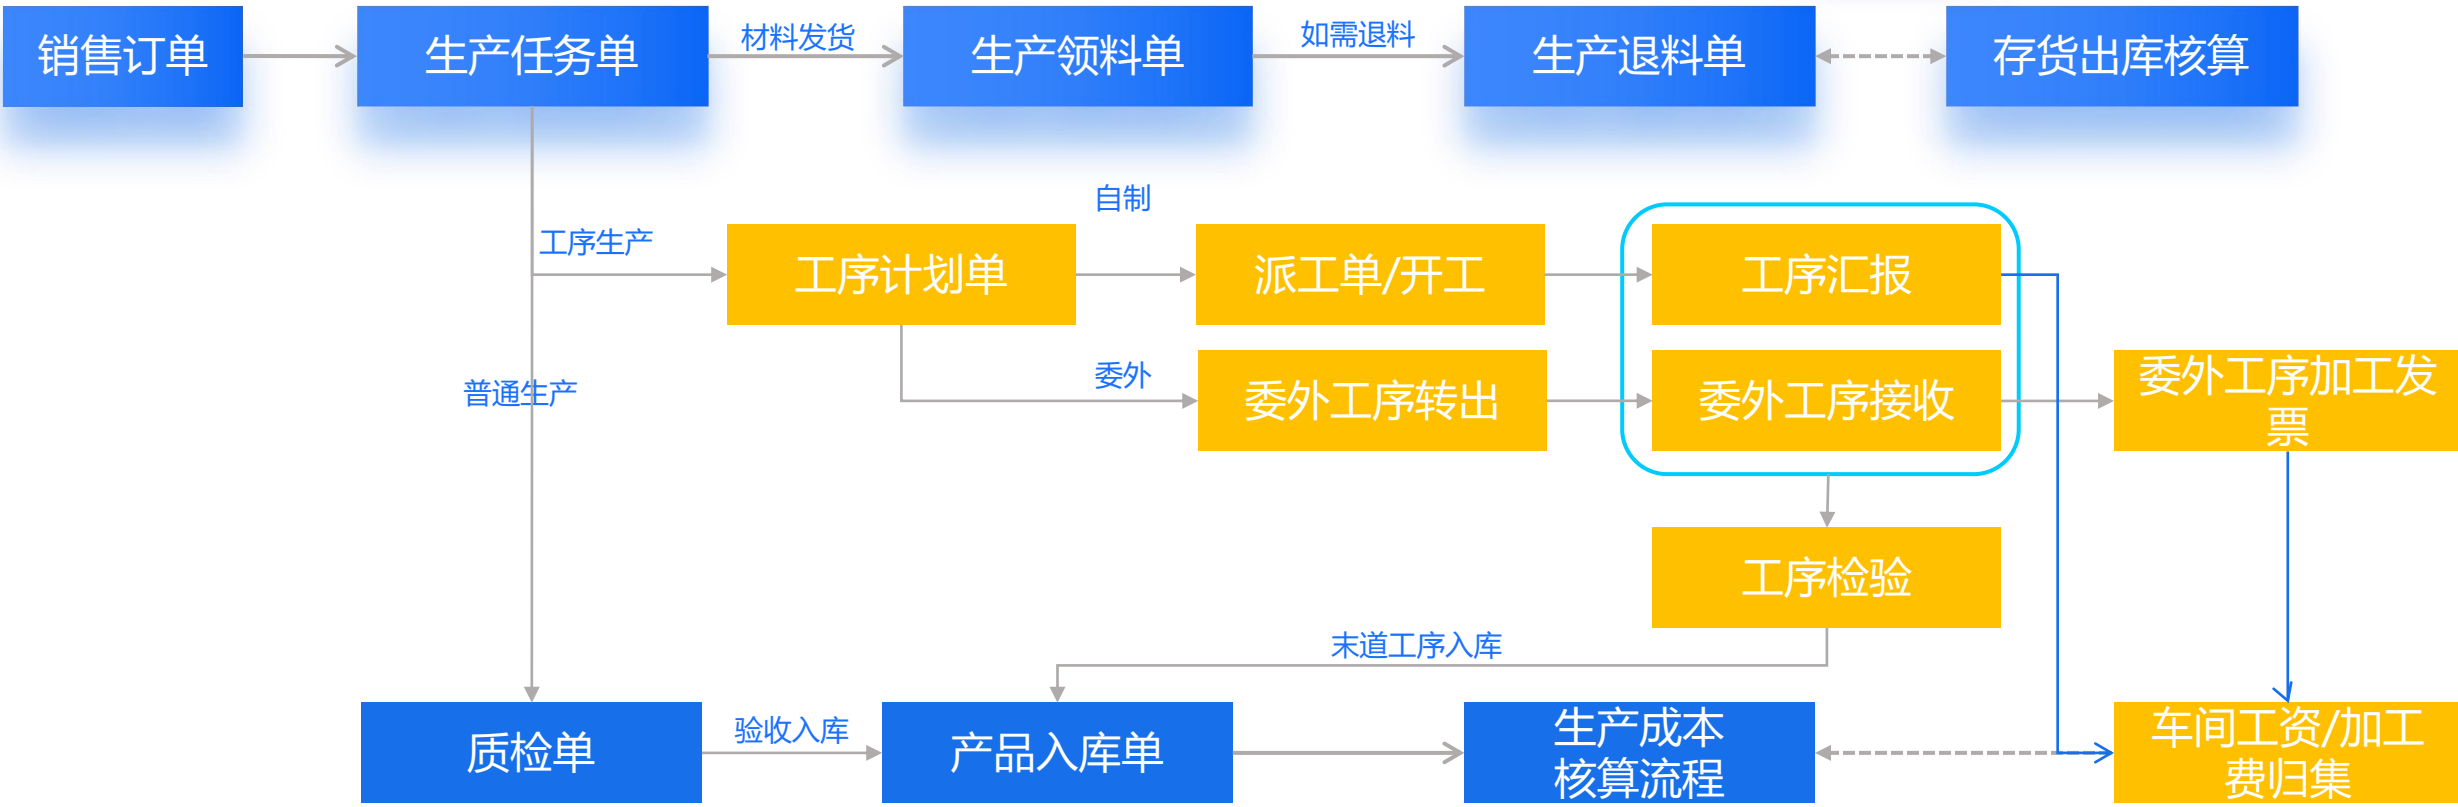 销售订单
生产任务单
材料发货
生产领料单
如需退料
生产退料单
存货出库核算
自制
工序生产
工序计划单
派工单/开工
工序汇报
普通生产
委外
委外工序转出
委外工序接收
委外工序加工发
票
工序检验
末道工序入库
质检单
验收入库
产品入库单
生产成本
核算流程
车间工资/加工
费归集